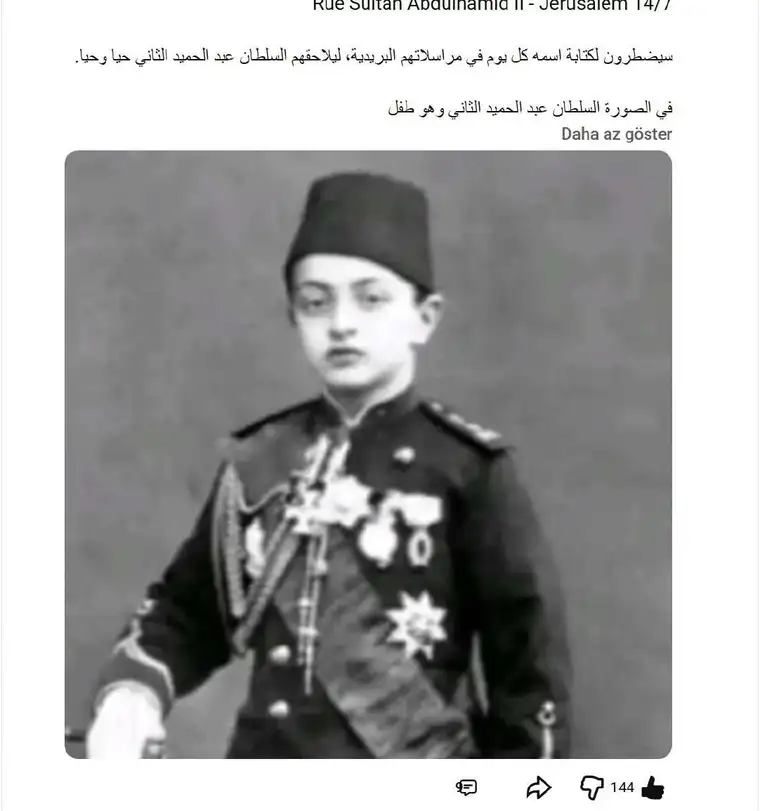 Rue Sultan Abdulhamid II - Jerusalem 14/7
سيضطرون لكتابة اسمه كل يوم في مراسلاتهم البريدية، ليلاحقهم السلطان عبد الحميد الثاني حيا وحيا.
في الصورة السلطان عبد الحميد الثاني وهو طفل
Daha az göster
144